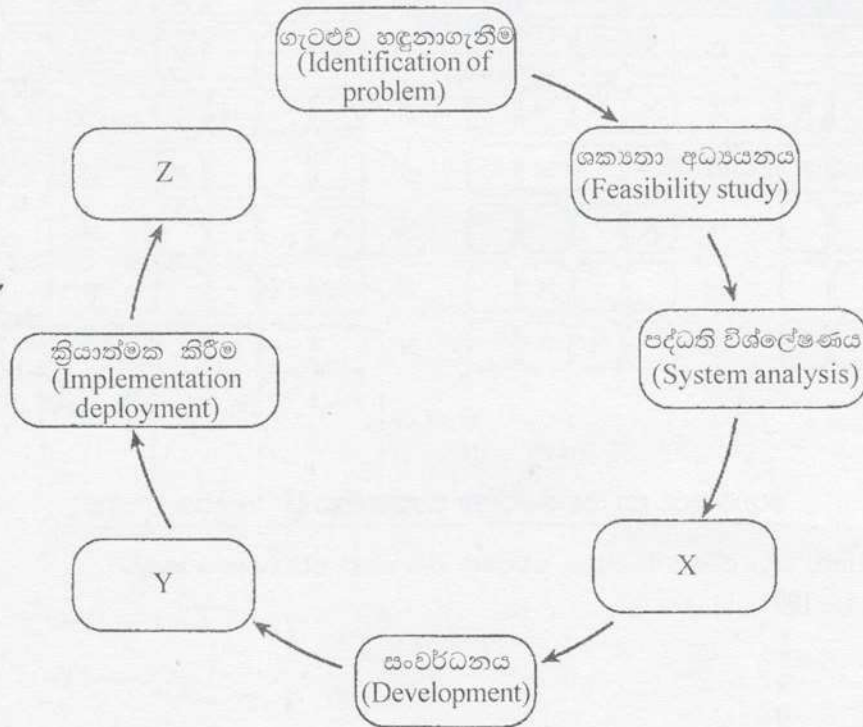 ගැටළුව හඳුනාගැනීම
(Identification of
problem)
ශක්‍යතා අධ්‍යයනය
(Feasibility study)
පද්ධති විශ්ලේෂණය
(System analysis)
X
සංවර්ධනය
(Development)
Y
ක්‍රියාත්මක කිරීම
(Implementation
deployment)
Z